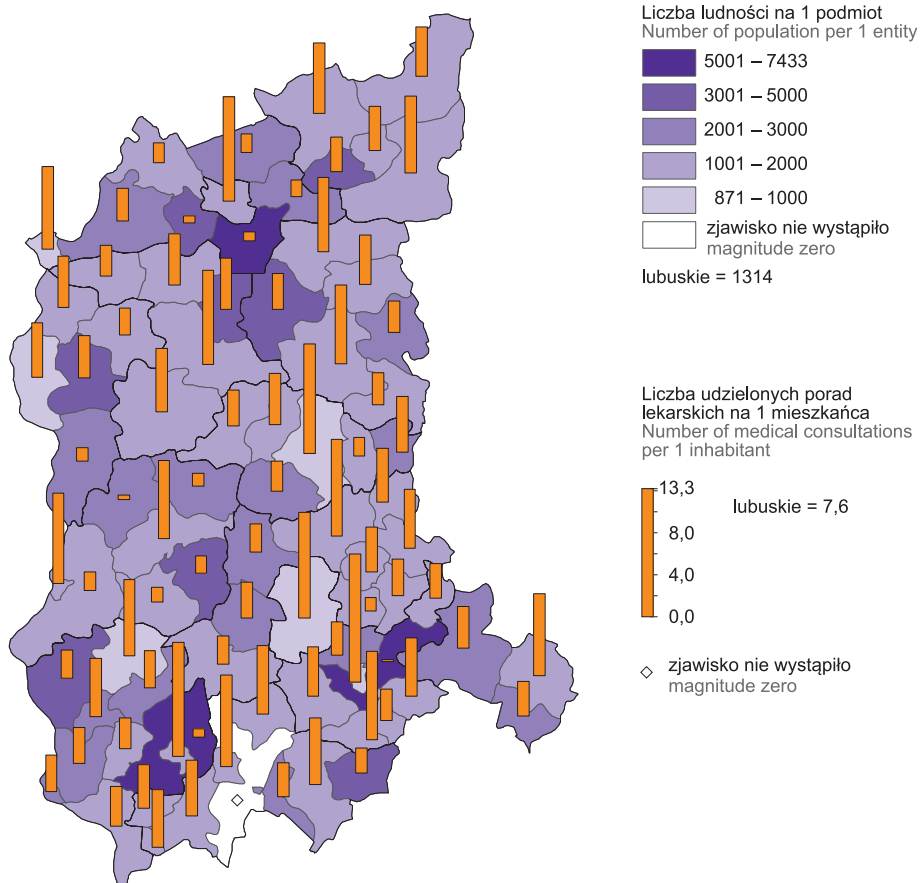 Liczba ludności na 1 podmiot
Number of population per 1 entity
5001 – 7433
3001 – 5000
2001 – 3000
1001 – 2000
871 – 1000
zjawisko nie wystąpiło
magnitude zero
lubuskie = 1314
Liczba udzielonych porad
lekarskich na 1 mieszkańca
Number of medical consultations
per 1 inhabitant
13,3
lubuskie = 7,6
8,0
4,0
0,0
zjawisko nie wystąpiło
magnitude zero